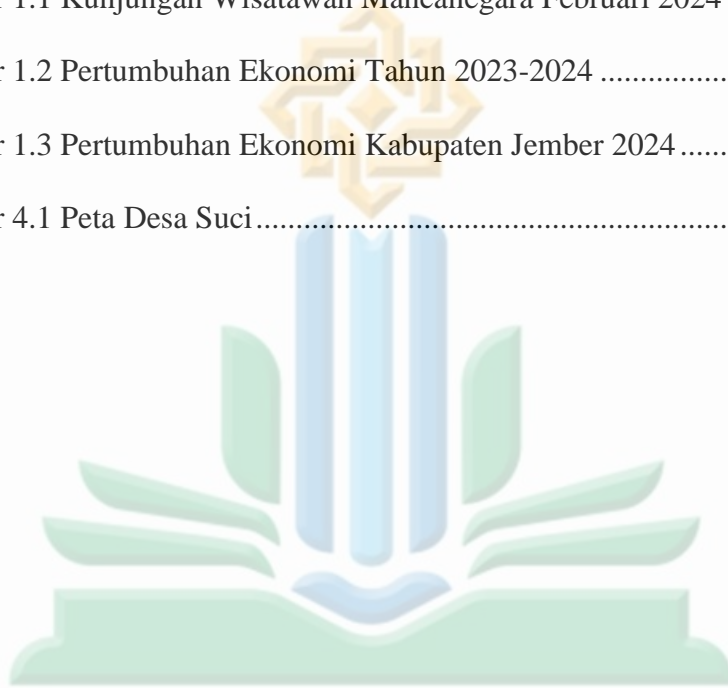 r 1.1 Kunjungan Wisatawan Mancanegara Februari 2024
r 1.2 Pertumbuhan Ekonomi Tahun 2023-2024 ................
r 1.3 Pertumbuhan Ekonomi Kabupaten Jember 2024 ......
r 4.1 Peta Desa Suci..........................................................